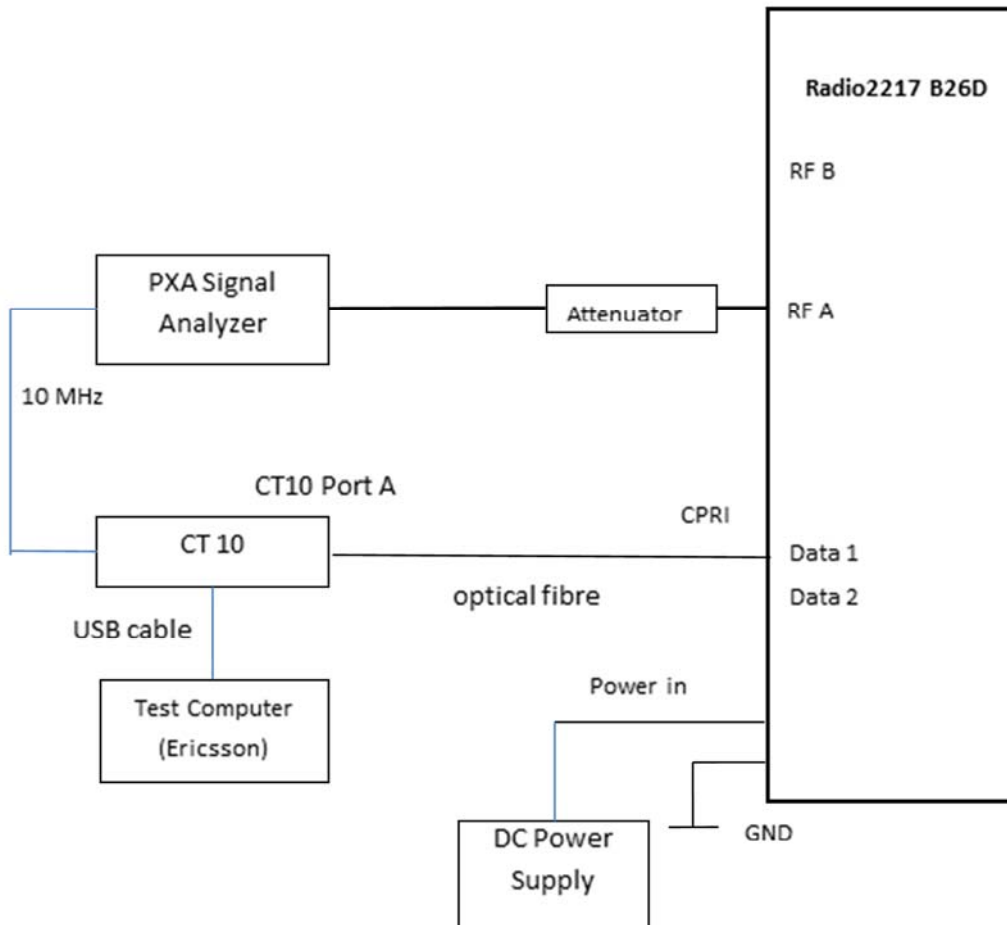 Radio2217 B26D
RF B
PXA Signal
Analyzer
Attenuator
RF A
10 MHz
CT10 Port A
CPRI
CT 10
Data 1
optical fibre
Data 2
USB cable
Power in
Test Computer
(Ericsson)
GND
DC Power
Supply